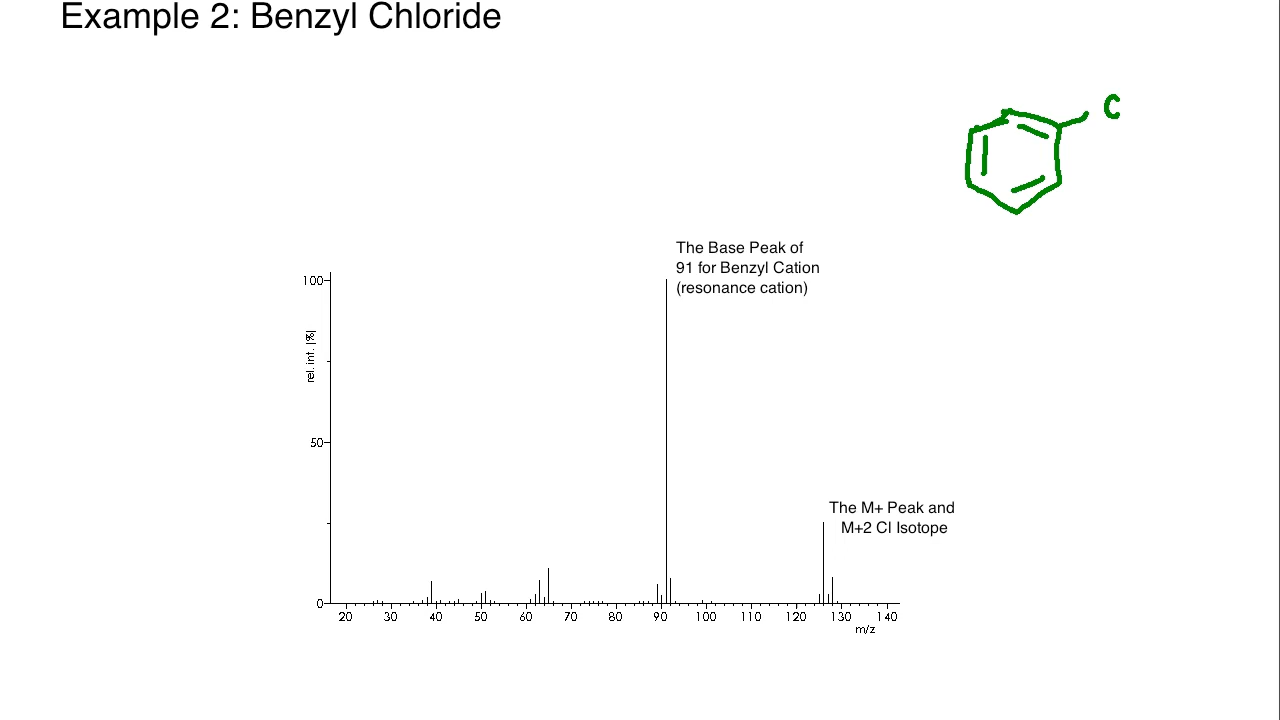 Example 2: Benzyl Chloride
C
The Base Peak of
91 for Benzyl Cation
(resonance cation)
100
rel. int. [%]
50
The M+ Peak and
M+2 Cl Isotope
0
20 30 40 50 60 70 80 90 100 110 120 130 140
m/z